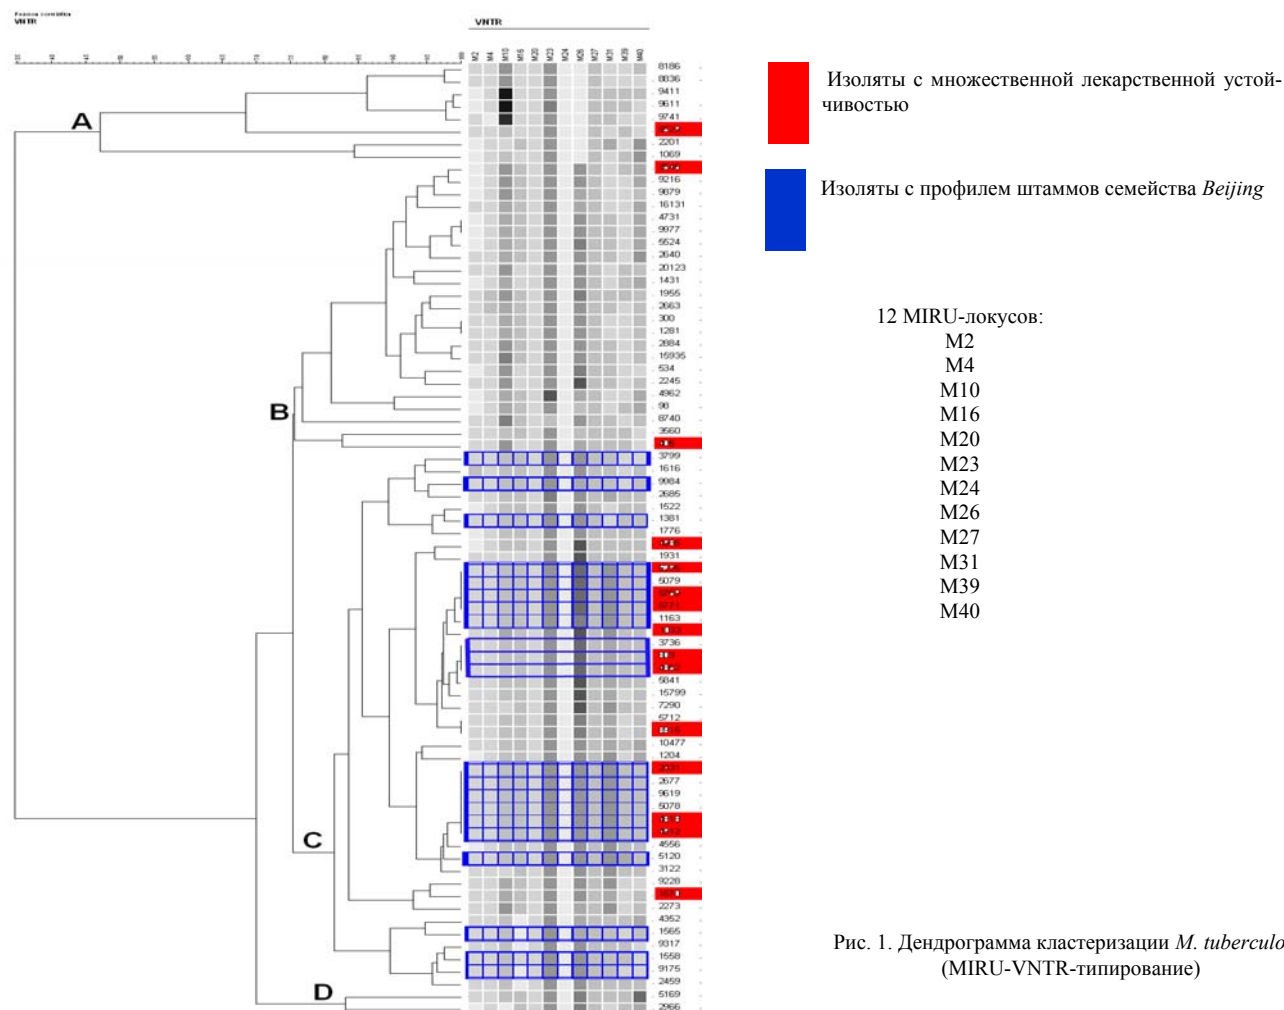 VNTR
VNTR
M2 M4 M10 M16 M20 M23 M24 M26 M27 M31 M39 M40
8186
8836
9411
9611
9741
2201
1069
9216
9879
16131
4731
9977
5524
2640
20123
1431
1955
2663
300
1281
2884
15935
534
2245
4962
98
8740
3560
3799
1616
9984
2685
1522
1381
1776
1931
5079
1163
3736
5841
15799
7290
5712
10477
1204
2677
9619
5078
4556
5120
3122
9228
2273
4352
1565
9317
1558
9175
2459
5169
2966
A
B
C
D
Изоляты с множественной лекарственной устой-
чивостью
Изоляты с профилем штаммов семейства Beijing
12 MIRU-локусов:
M2
M4
M10
M16
M20
M23
M24
M26
M27
M31
M39
M40
Рис. 1. Дендрограмма кластеризации M. tuberculo
(MIRU-VNTR-типирование)